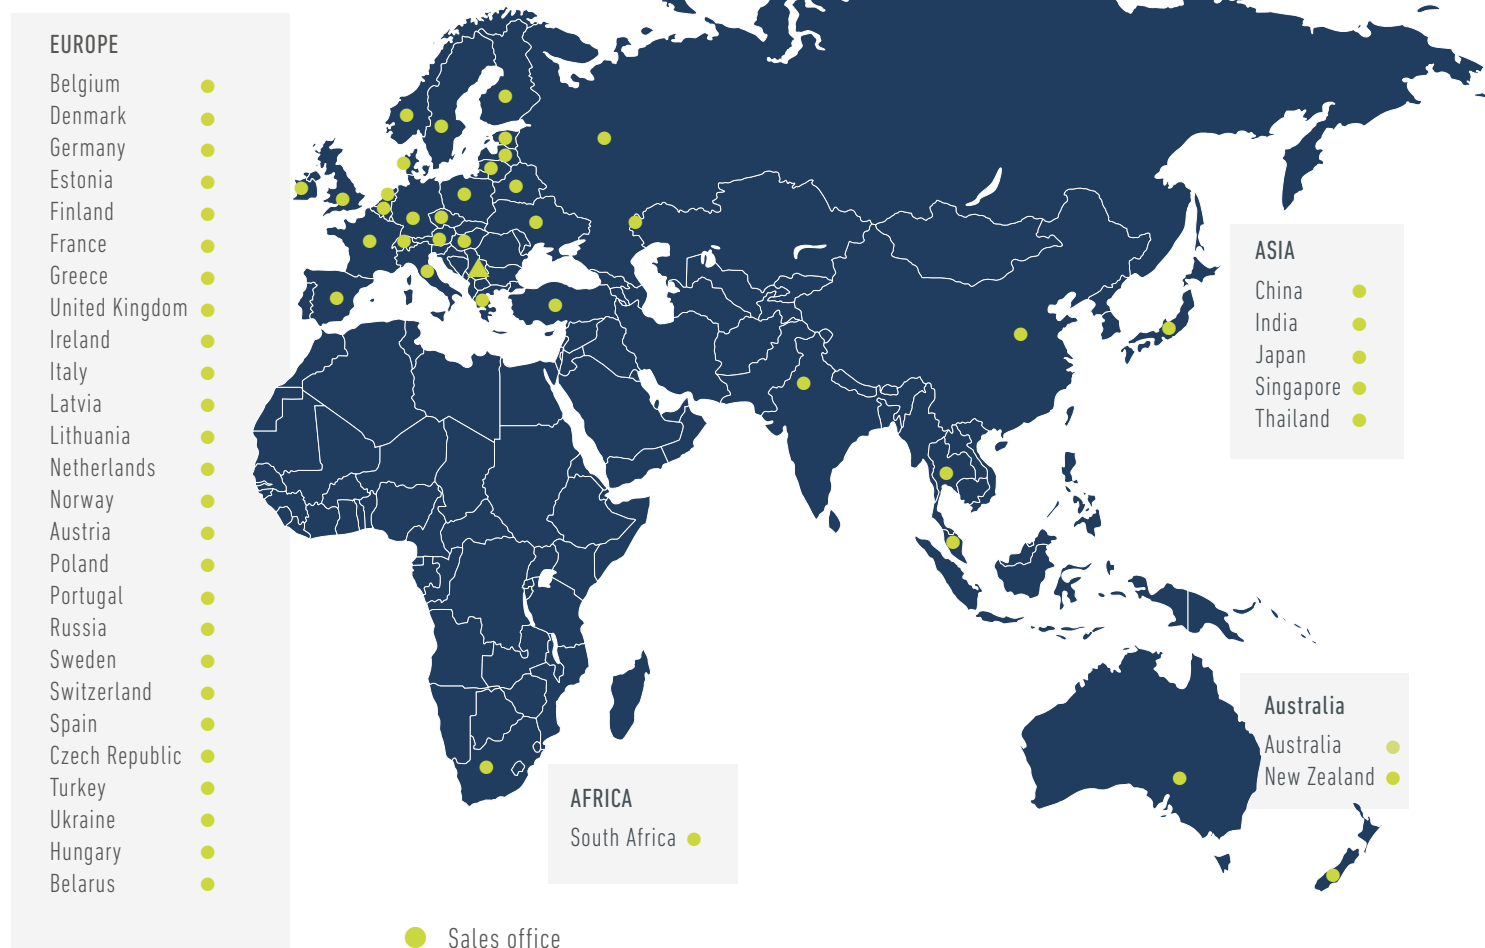 EUROPE
Belgium
Denmark
Germany
Estonia
Finland
France
Greece
United Kingdom
Ireland
Italy
Latvia
Lithuania
Netherlands
Norway
Austria
Poland
Portugal
Russia
Sweden
Switzerland
Spain
Czech Republic
Turkey
Ukraine
Hungary
Belarus
ASIA
China
India
Japan
Singapore
Thailand
Australia
Australia
New Zealand
AFRICA
South Africa
Sales office